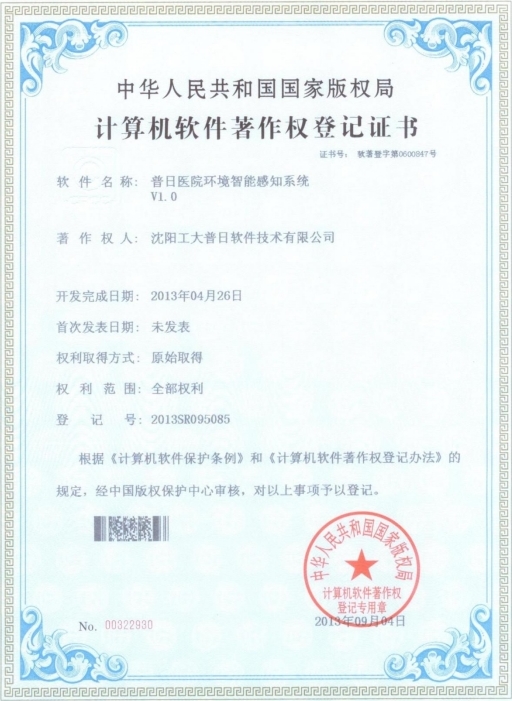 中华人民共和国国家版权局
计算机软件著作权登记证书
证书号： 软著登字第0600847号
软 件 名 称： 普日医院环境智能感知系统
V1.0
著 作 权 人： 沈阳工大普日软件技术有限公司
开发完成日期： 2013年04月26日
首次发表日期： 未发表
权利取得方式： 原始取得
权 利 范 围： 全部权利
登 记 号： 2013SR095085
根据《计算机软件保护条例》和《计算机软件著作权登记办法》的
规定，经中国版权保护中心审核，对以上事项予以登记。
中华人民共和国国家版权局
计算机软件著作权
登记专用章
No. 00322930
2013年09月04日